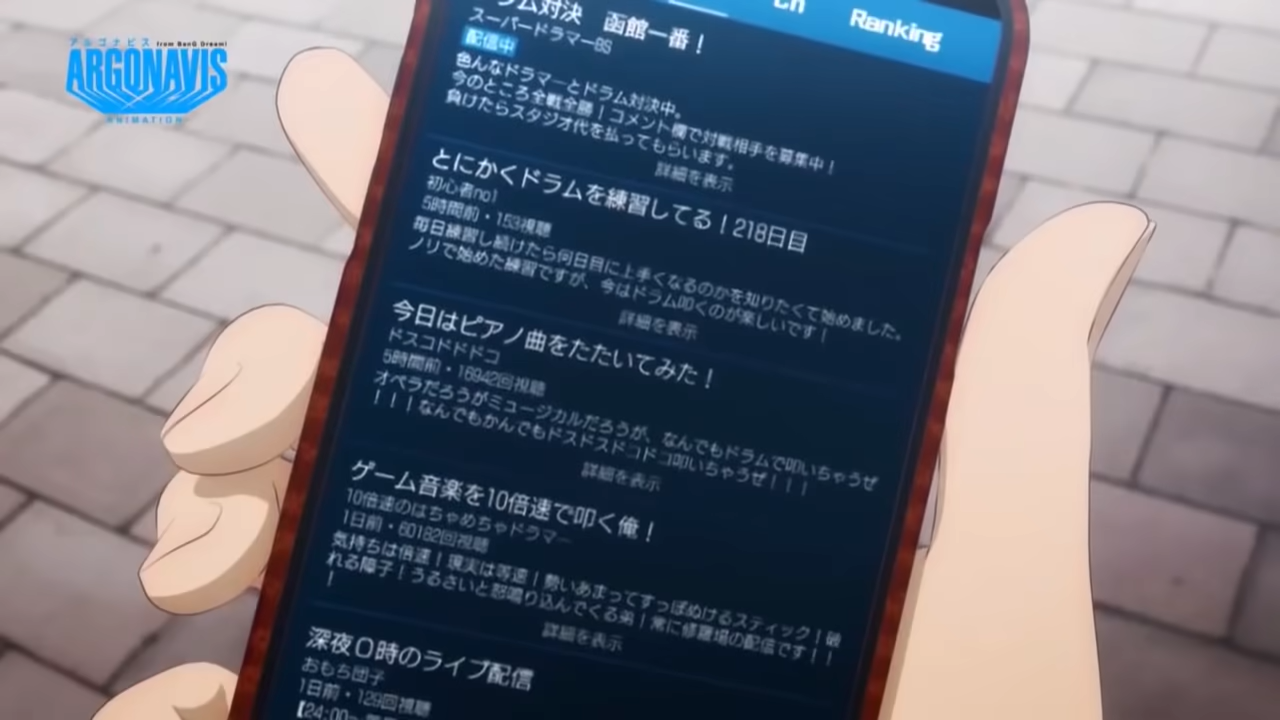 アルゴナビス from BanG Dream!
ARGONAVIS
ANIMATION
Ch
Ranking
ラム対決 函館一番！
スーパードラマーBS
配信中
色んなドラマーとドラム対決中。
今のところ全戦全勝！コメント欄で対戦相手を募集中！
負けたらスタジオ代を払ってもらいます。
詳細を表示
とにかくドラムを練習してる！218日目
初心者no1
5時間前・153視聴
毎日練習し続けたら何日目に上手くなるのかを知りたくて始めました。
ノリで始めた練習ですが、今はドラム叩くのが楽しいです！
詳細を表示
今日はピアノ曲をたたいてみた！
ドスコドドドコ
5時間前・16942回視聴
オペラだろうがミュージカルだろうが、なんでもドラムで叩いちゃうぜ
！！！なんでもかんでもドスドスドコドコ叩いちゃうぜ！！！
詳細を表示
ゲーム音楽を10倍速で叩く俺！
10倍速のはちゃめちゃドラマー
1日前・60182回視聴
気持ちは倍速！現実は等速！勢いあまってすっぽぬけるスティック！破
れる障子！うるさいと怒鳴り込んでくる弟！常に修羅場の配信です！！
！
詳細を表示
深夜０時のライブ配信
おもち団子
1日前・129回視聴
【24:00~